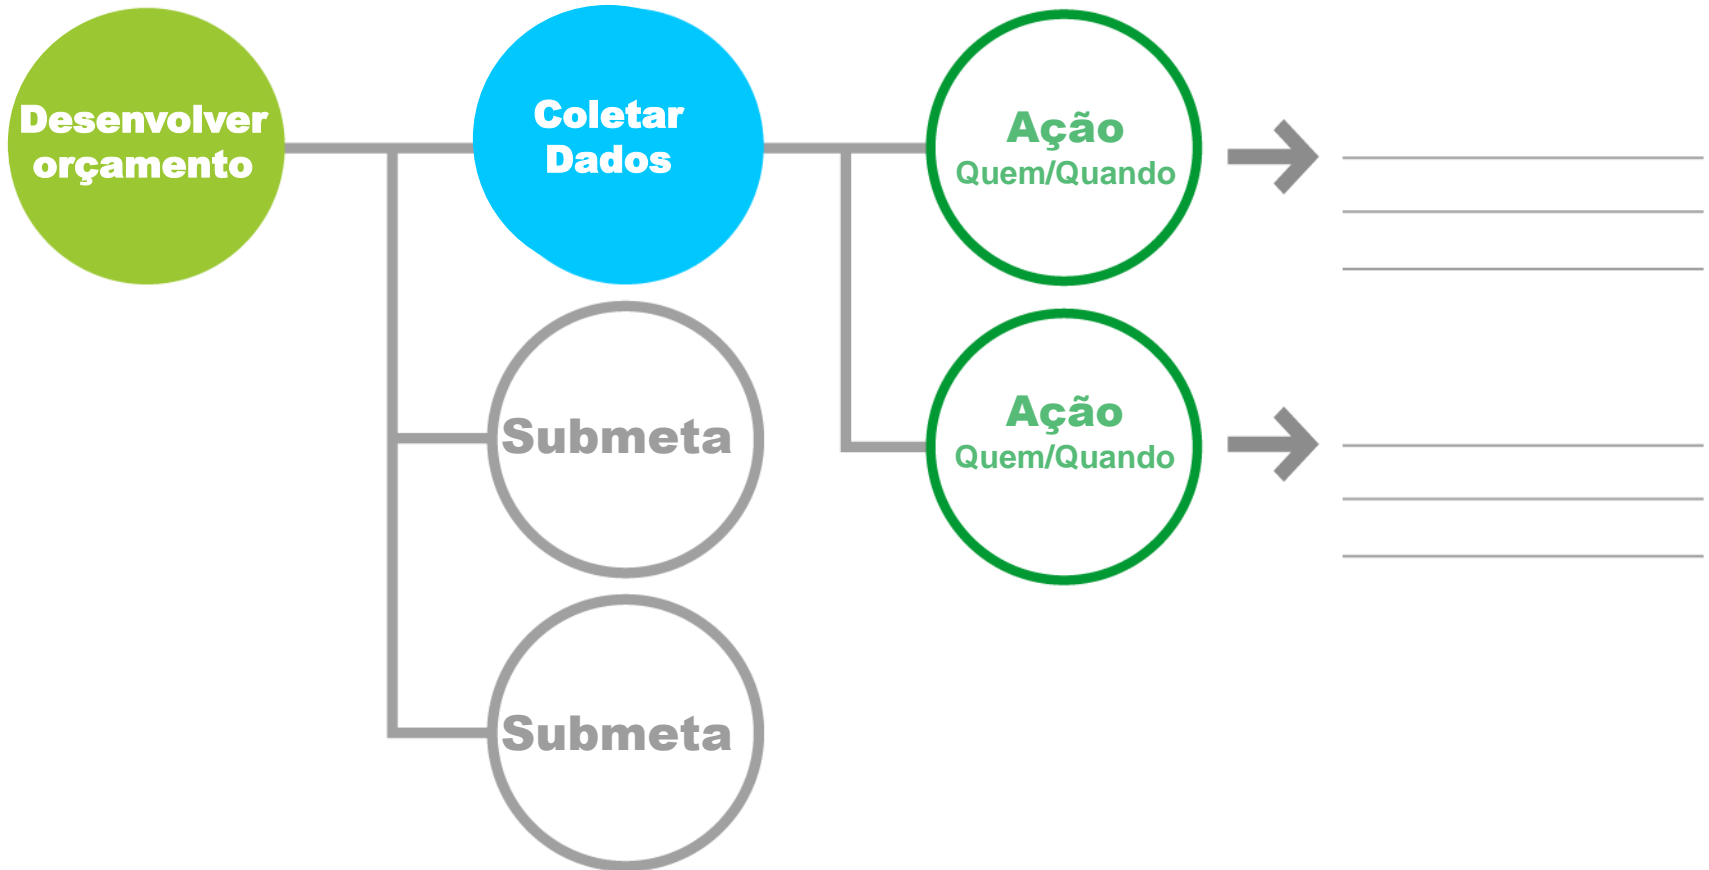 Desenvolver
orçamento
Coletar
Dados
Ação
Quem/Quando
Submeta
Ação
Quem/Quando
Submeta